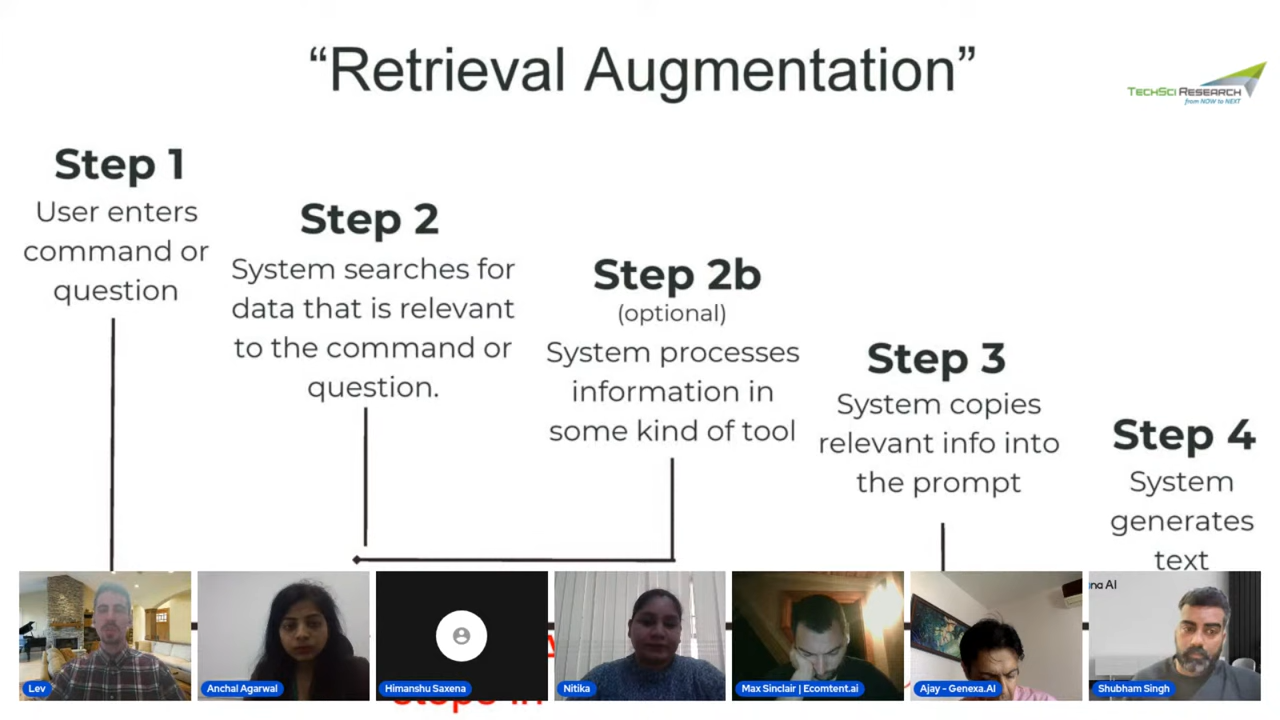 “Retrieval Augmentation”
TechSci Research
from NOW to NEXT
Step 1
User enters
command or
question
Step 2
System searches for
data that is relevant
to the command or
question.
Step 2b
(optional)
System processes
information in
some kind of tool
Step 3
System copies
relevant info into
the prompt
Step 4
System
generates
text
na AI
Lev
Anchal Agarwal
Himanshu Saxena
Nitika
Max Sinclair | Ecomtent.ai
Ajay - Genexa.AI
Shubham Singh